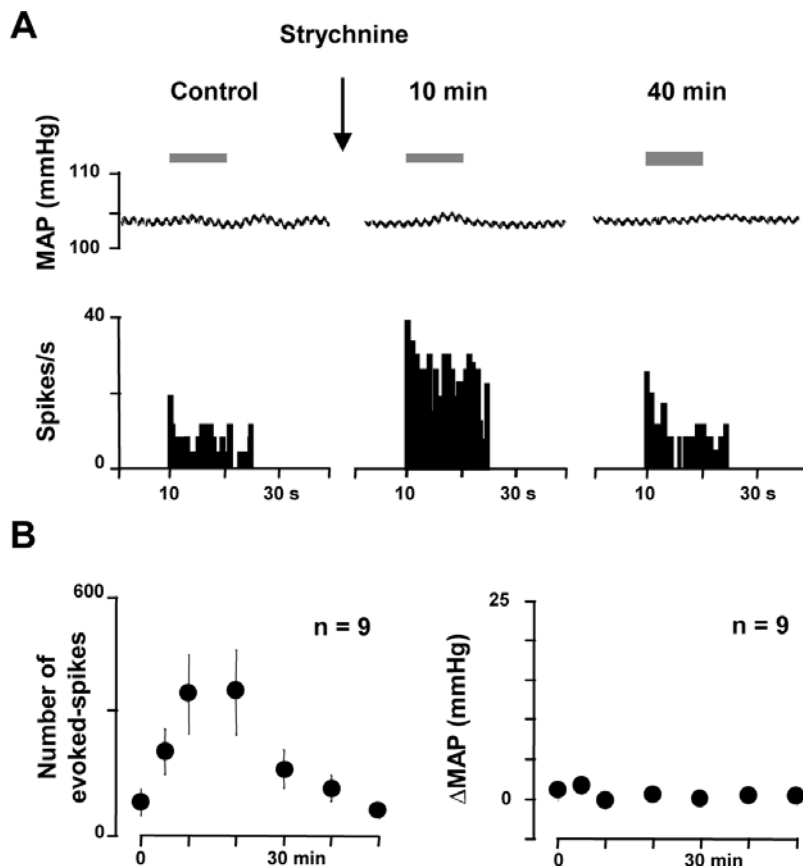 A
Strychnine
Control 10 min 40 min
MAP (mmHg)
110
100
Spikes/s
40
0
10 30 s 10 30 s 10 30 s
B
Number of
evoked-spikes
600
0
n = 9
0 30 min
ΔMAP (mmHg)
25
0
n = 9
0 30 min